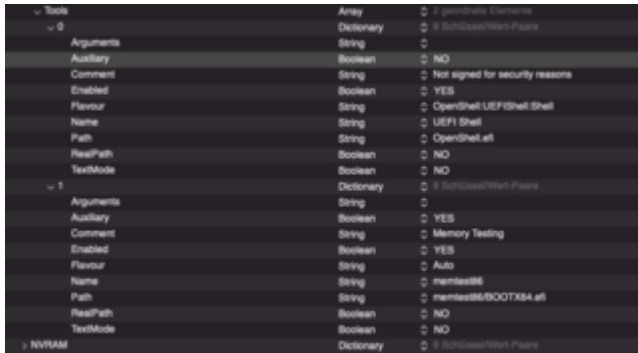 Tools Array 2 geordnete Elemente
0 Dictionary 9 Schlüssel/Wert-Paare
Arguments String
Auxiliary Boolean NO
Comment String Not signed for security reasons
Enabled Boolean YES
Flavour String OpenShell:UEFIShell:Shell
Name String UEFI Shell
Path String OpenShell.efi
RealPath Boolean NO
TextMode Boolean NO
1 Dictionary 9 Schlüssel/Wert-Paare
Arguments String
Auxiliary Boolean YES
Comment String Memory Testing
Enabled Boolean YES
Flavour String Auto
Name String memtest86
Path String memtest86/BOOTX64.efi
RealPath Boolean NO
TextMode Boolean NO
NVRAM Dictionary 6 Schlüssel/Wert-Paare